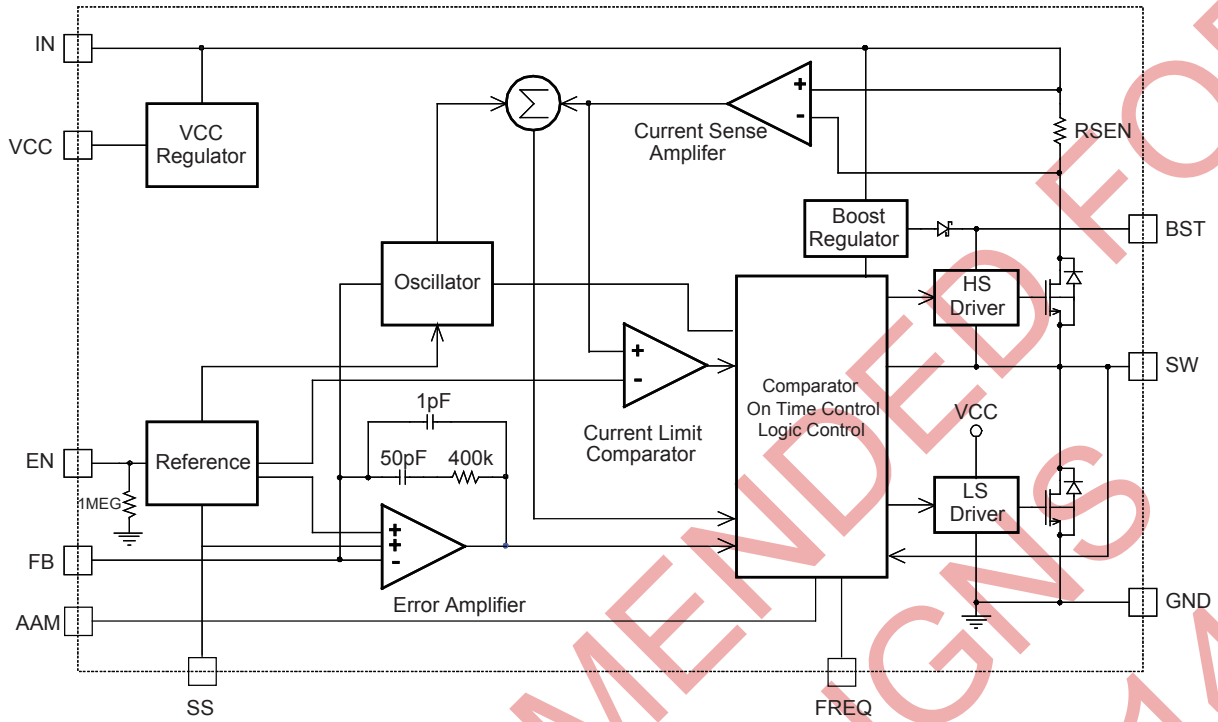 IN
VCC
VCC
Regulator
Σ
+
-
Current Sense
Amplifer
RSEN
Boost
Regulator
BST
Oscillator
HS
Driver
+
-
Current Limit
Comparator
Comparator
On Time Control
Logic Control
SW
1pF
50pF
400k
VCC
EN
Reference
1MEG
LS
Driver
FB
+
+
-
Error Amplifier
AAM
GND
SS
FREQ